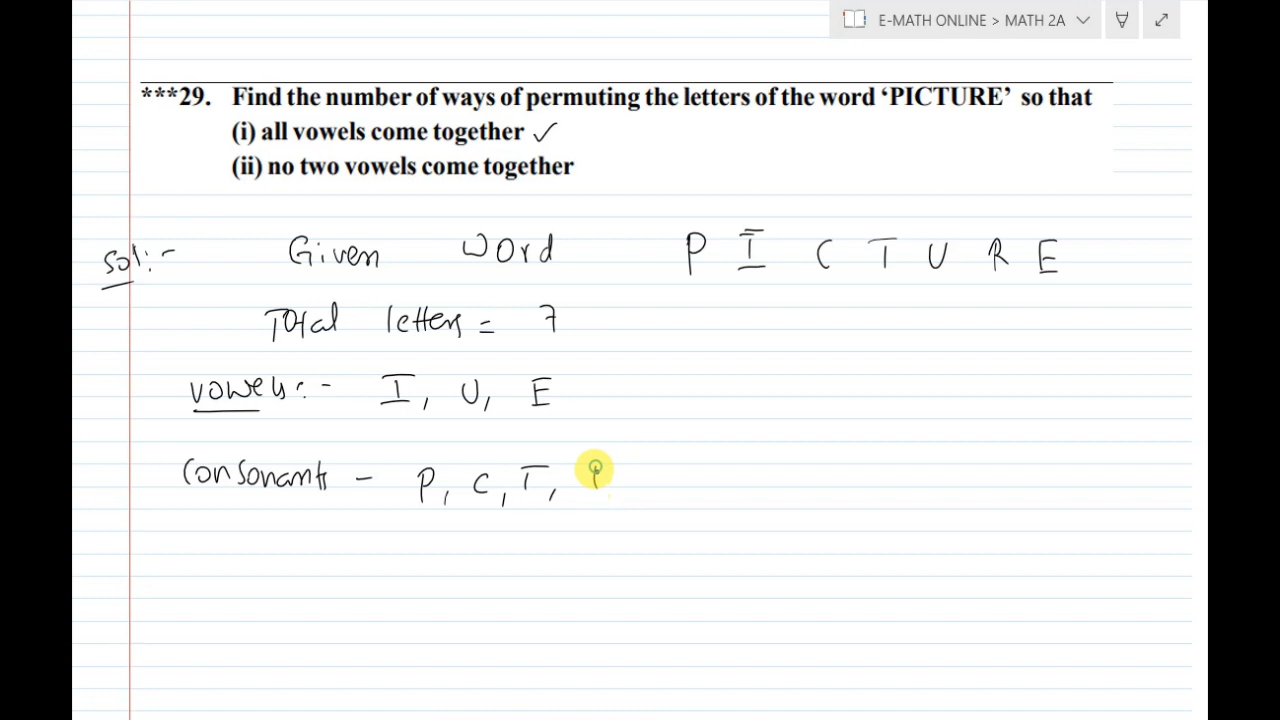 E-MATH ONLINE > MATH 2A
***29. Find the number of ways of permuting the letters of the word ‘PICTURE’ so that
(i) all vowels come together ✓
(ii) no two vowels come together
Sol:- Given Word P I C T U R E
Total letters = 7
Vowels:- I, U, E
Consonants - P, C, T,